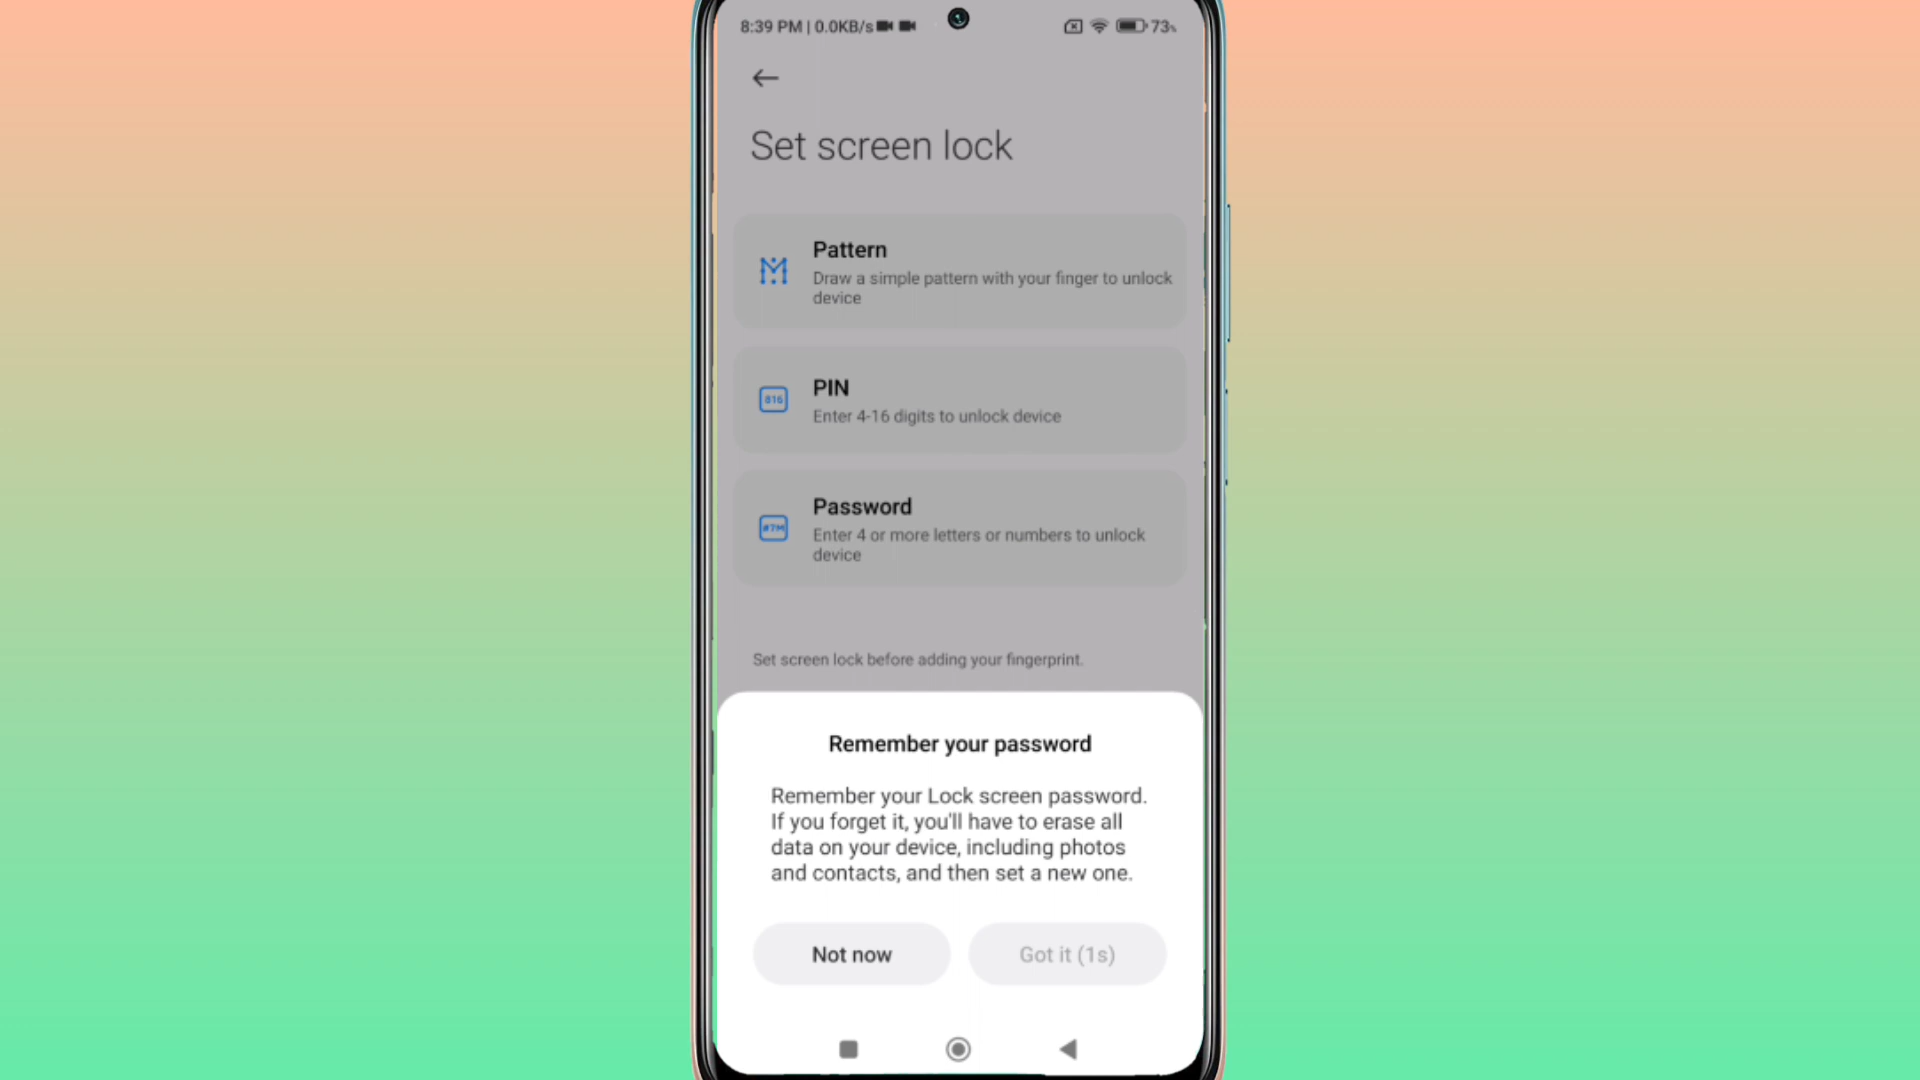 8:39 PM | 0.0KB/s 73%
Set screen lock
Pattern
Draw a simple pattern with your finger to unlock
device
816
PIN
Enter 4-16 digits to unlock device
#7M
Password
Enter 4 or more letters or numbers to unlock
device
Set screen lock before adding your fingerprint.
Remember your password
Remember your Lock screen password.
If you forget it, you'll have to erase all
data on your device, including photos
and contacts, and then set a new one.
Not now Got it (1s)